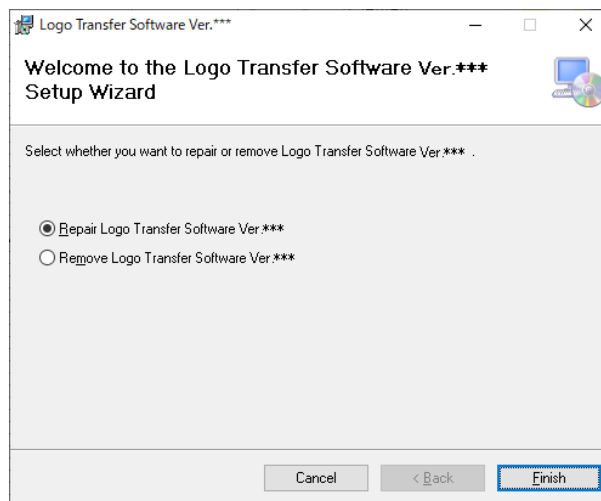 Logo Transfer Software Ver.***
Welcome to the Logo Transfer Software Ver.***
Setup Wizard
Select whether you want to repair or remove Logo Transfer Software Ver.*** .
Repair Logo Transfer Software Ver.***
Remove Logo Transfer Software Ver.***
Cancel
< Back
Finish